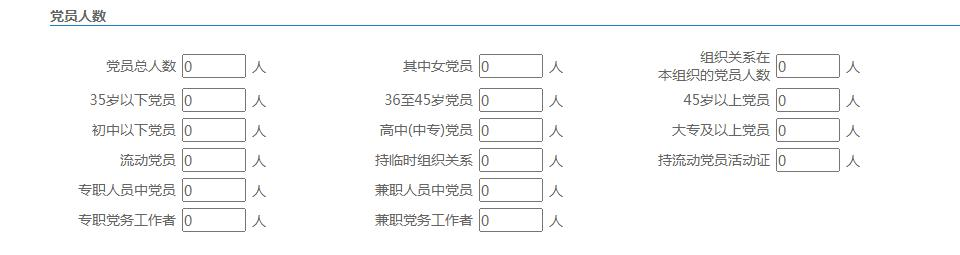 党员人数
党员总人数 0 人 其中女党员 0 人 组织关系在
本组织的党员人数 0 人
35岁以下党员 0 人 36至45岁党员 0 人 45岁以上党员 0 人
初中以下党员 0 人 高中(中专)党员 0 人 大专及以上党员 0 人
流动党员 0 人 持临时组织关系 0 人 持流动党员活动证 0 人
专职人员中党员 0 人 兼职人员中党员 0 人
专职党务工作者 0 人 兼职党务工作者 0 人